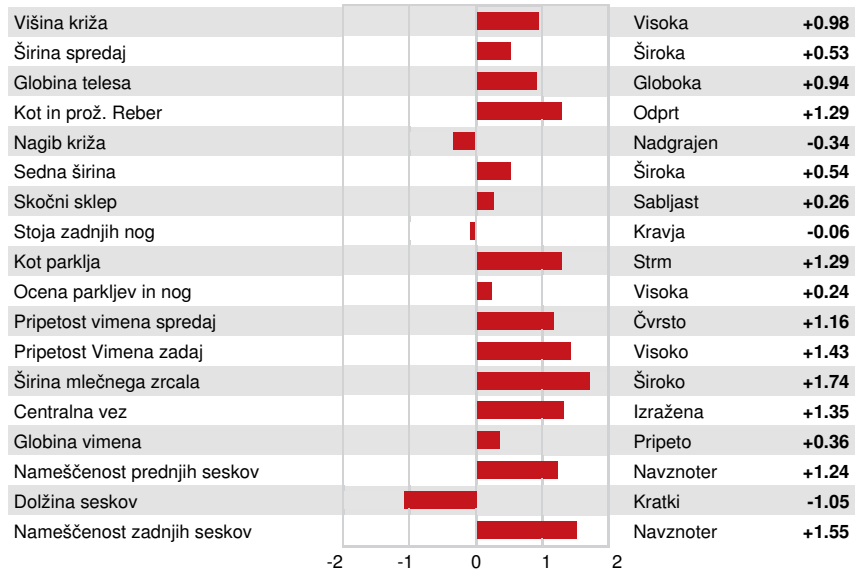 Višina križa Visoka +0.98
Širina spredaj Široka +0.53
Globina telesa Globoka +0.94
Kot in prož. Reber Odprt +1.29
Nagib križa Nadgrajen -0.34
Sedna širina Široka +0.54
Skočni sklep Sabljast +0.26
Stoja zadnjih nog Kravja -0.06
Kot parklja Strm +1.29
Ocena parkljev in nog Visoka +0.24
Pripetost vimena spredaj Čvrsto +1.16
Pripetost Vimena zadaj Visoko +1.43
Širina mlečnega zrcala Široko +1.74
Centralna vez Izražena +1.35
Globina vimena Pripeto +0.36
Nameščenost prednjih seskov Navznoter +1.24
Dolžina seskov Kratki -1.05
Nameščenost zadnjih seskov Navznoter +1.55
-2 -1 0 1 2